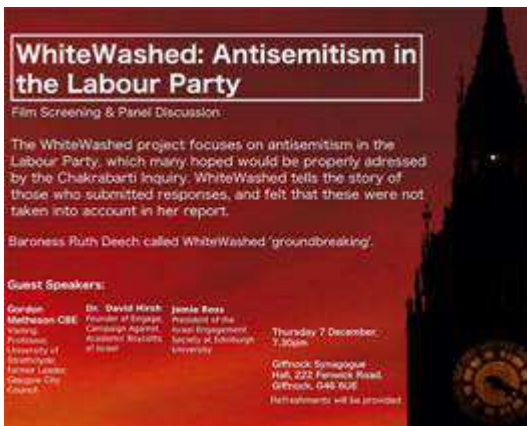 WhiteWashed: Antisemitism in
the Labour Party
Film Screening & Panel Discussion
The WhiteWashed project focuses on antisemitism in the
Labour Party, which many hoped would be properly adressed
by the Chakrabarti Inquiry. WhiteWashed tells the story of
those who submitted responses, and felt that these were not
taken into account in her report.
Baroness Ruth Deech called WhiteWashed 'groundbreaking'.
Guest Speakers:
Gordon
Matheson CBE
Visiting
Professor,
University of
Strathclyde,
former Leader,
Glasgow City
Council
Dr. David Hirsh
Founder of Engage,
Campaign Against
Academic Boycotts
of Israel
Jamie Ross
President of the
Israel Engagement
Society at Edinburgh
University
Thursday 7 December,
7.30pm
Giffnock Synagogue
Hall, 222 Fenwick Road,
Giffnock, G46 6UE
Refreshments will be provided